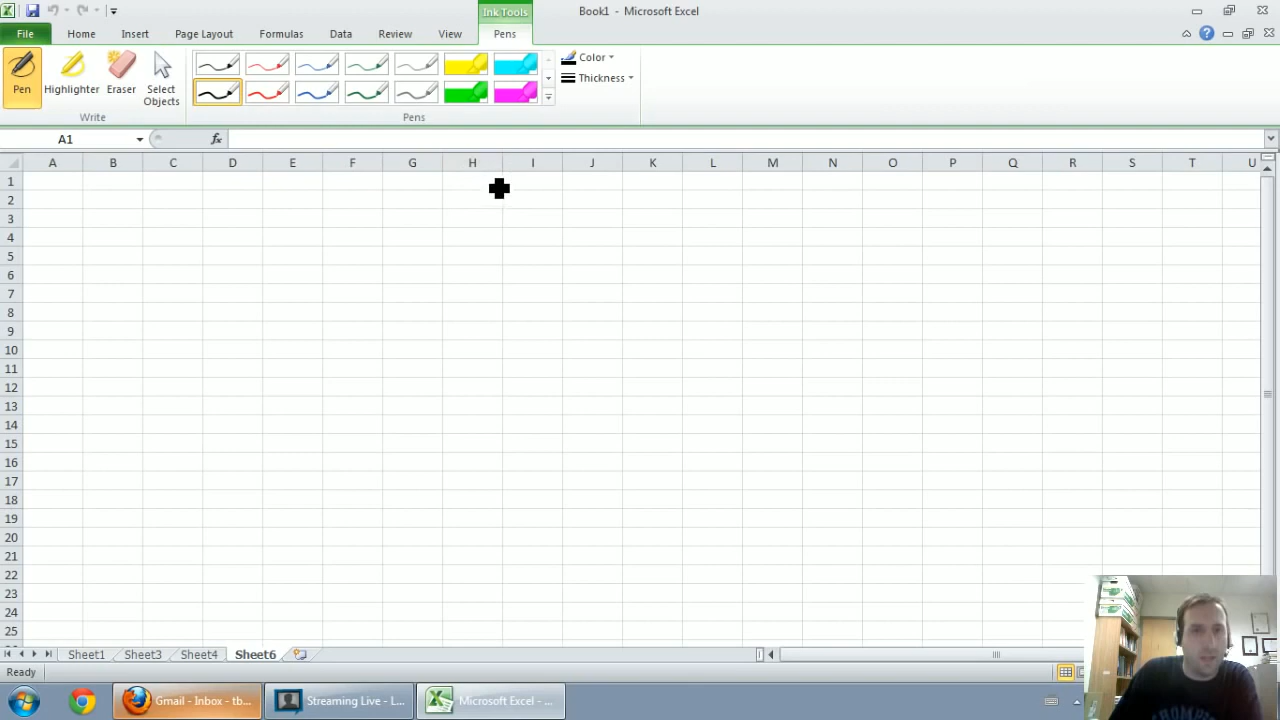 Ink Tools
Book1 - Microsoft Excel
File Home Insert Page Layout Formulas Data Review View Pens
Pen Highlighter Eraser Select Objects
Color
Thickness
Write
Pens
A1
fx
A B C D E F G H I J K L M N O P Q R S T U
1
2
3
4
5
6
7
8
9
10
11
12
13
14
15
16
17
18
19
20
21
22
23
24
25
Sheet1 Sheet3 Sheet4 Sheet6
Ready
Gmail - Inbox - tb... Streaming Live - L... Microsoft Excel - ...